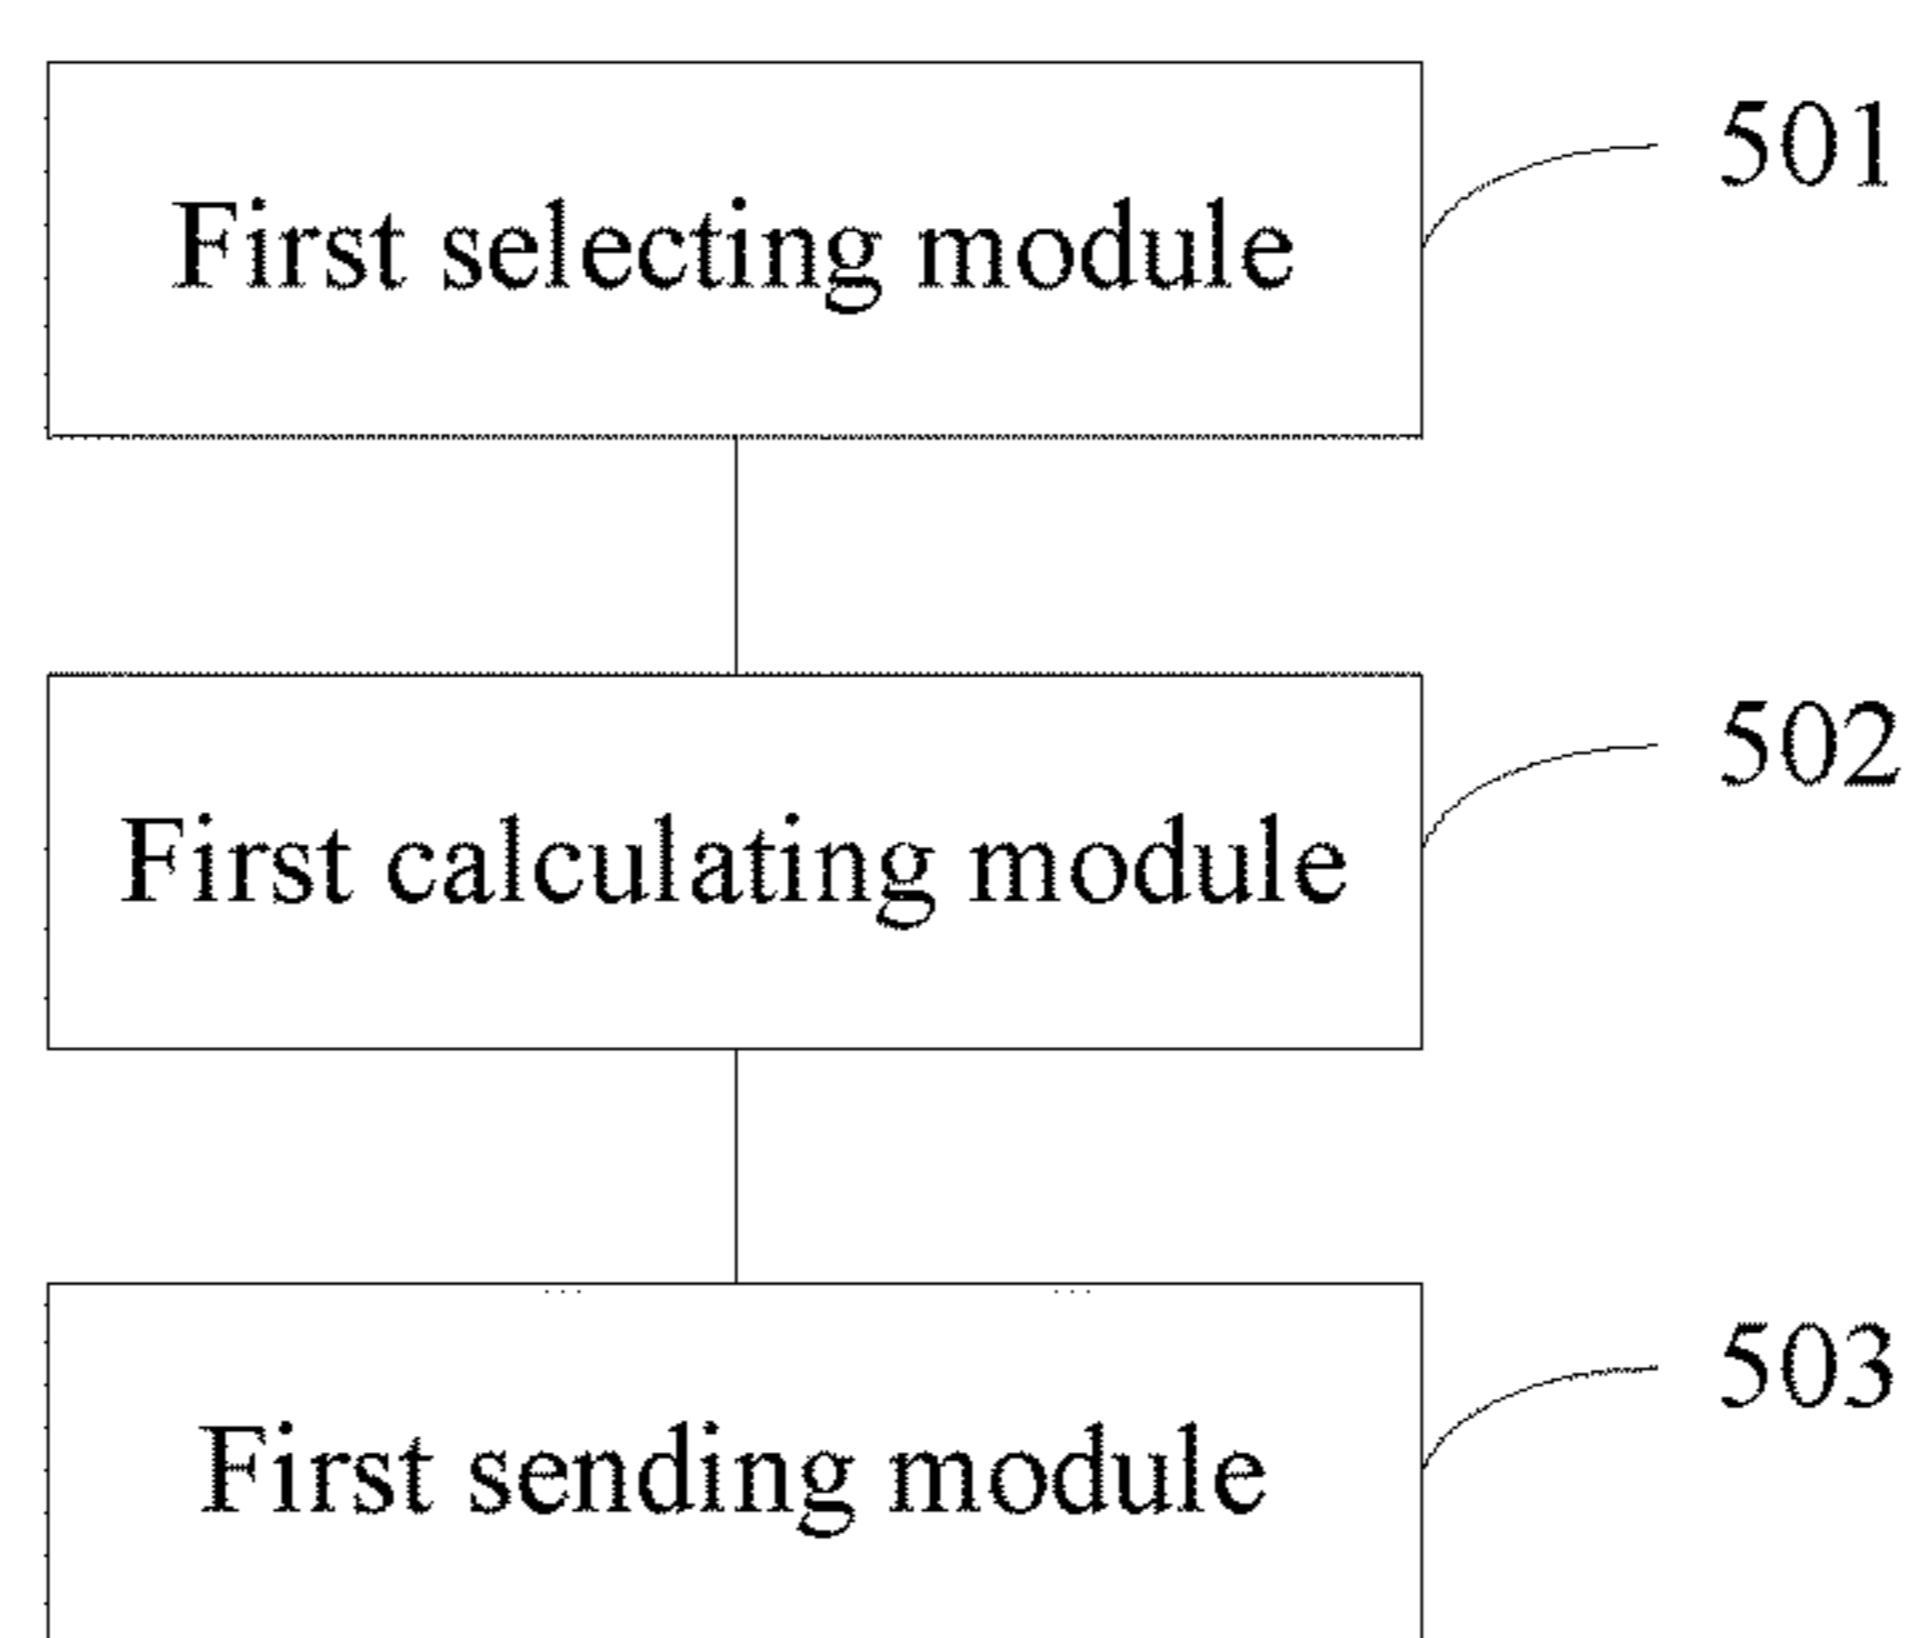 501
First selecting module
502
First calculating module
503
First sending module